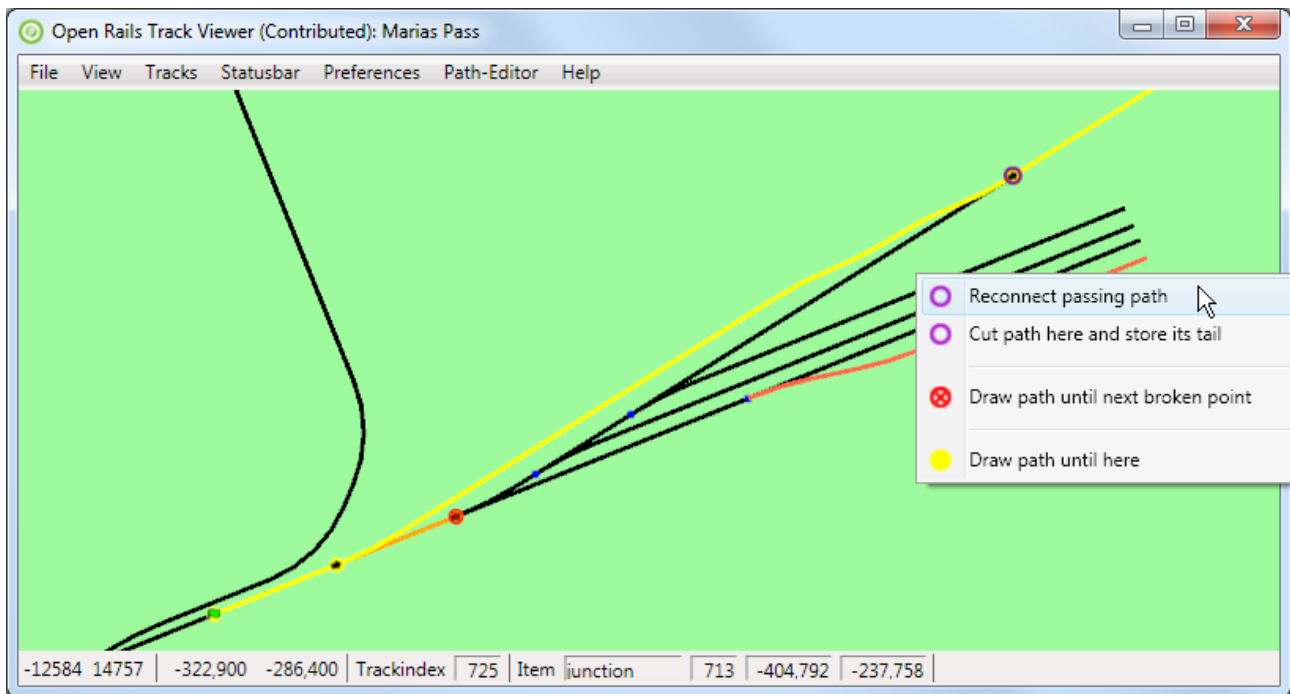 Open Rails Track Viewer (Contributed): Marias Pass
File View Tracks Statusbar Preferences Path-Editor Help
Reconnect passing path
Cut path here and store its tail
Draw path until next broken point
Draw path until here
-12584 14757 -322,900 -286,400 Trackindex 725 Item junction 713 -404,792 -237,758